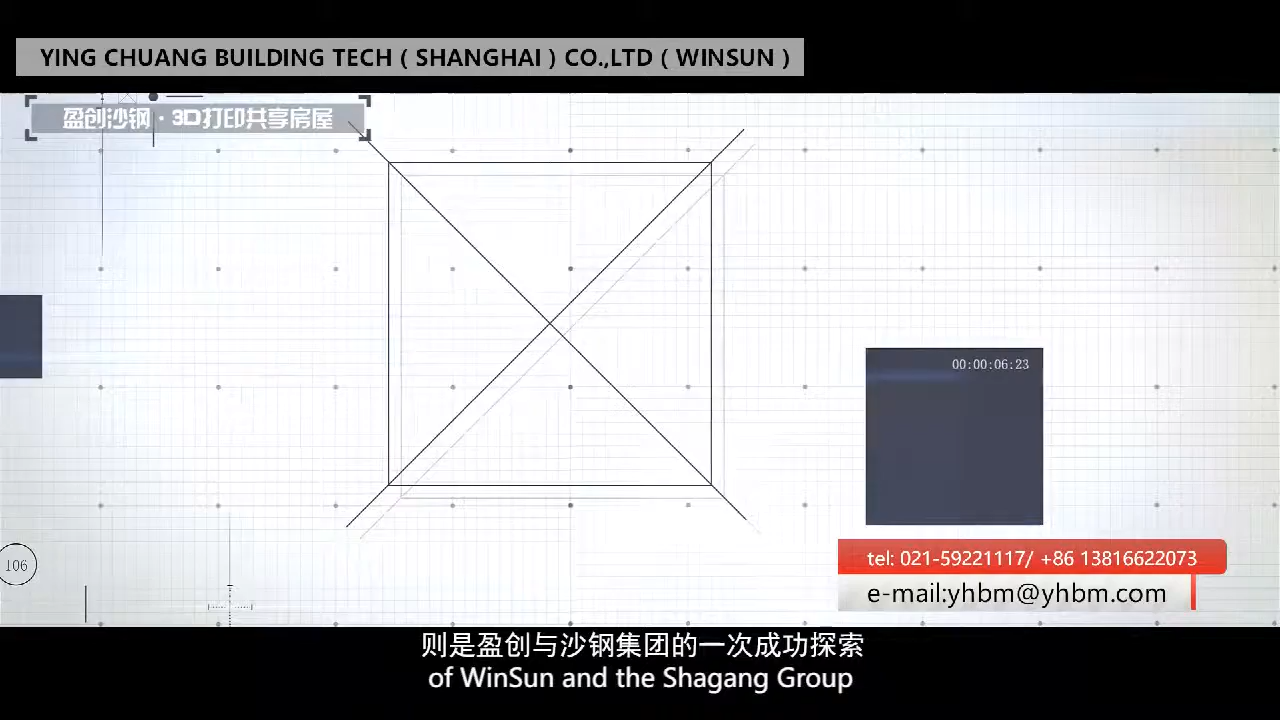 YING CHUANG BUILDING TECH ( SHANGHAI ) CO.,LTD ( WINSUN )
盈创沙钢·3D打印共享房屋
00:00:06:23
106
tel: 021-59221117/ +86 13816622073
e-mail:yhbm@yhbm.com
则是盈创与沙钢集团的一次成功探索
of WinSun and the Shagang Group